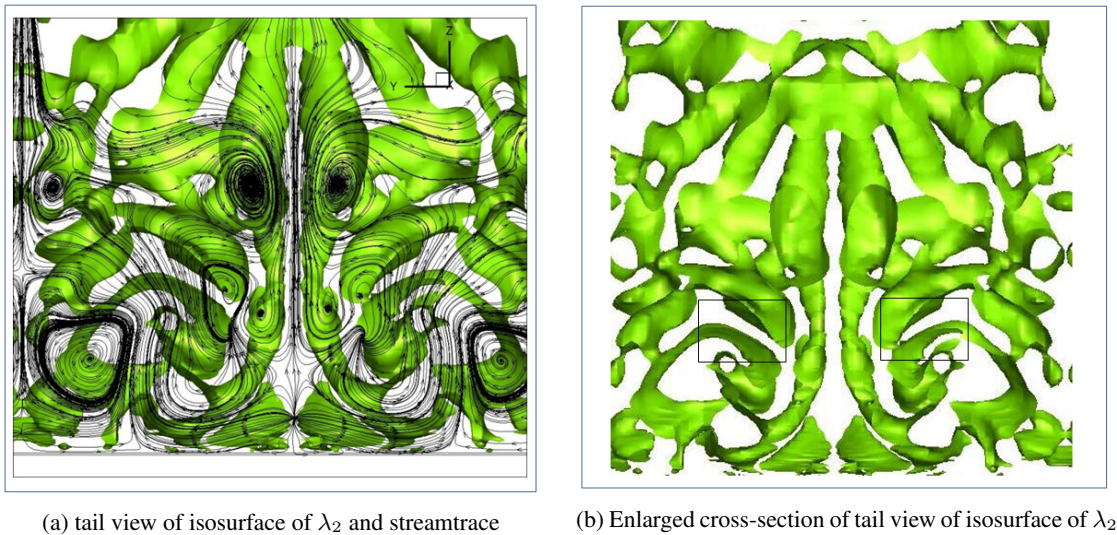 Z
Y
(a) tail view of isosurface of λ₂ and streamtrace
(b) Enlarged cross-section of tail view of isosurface of λ₂